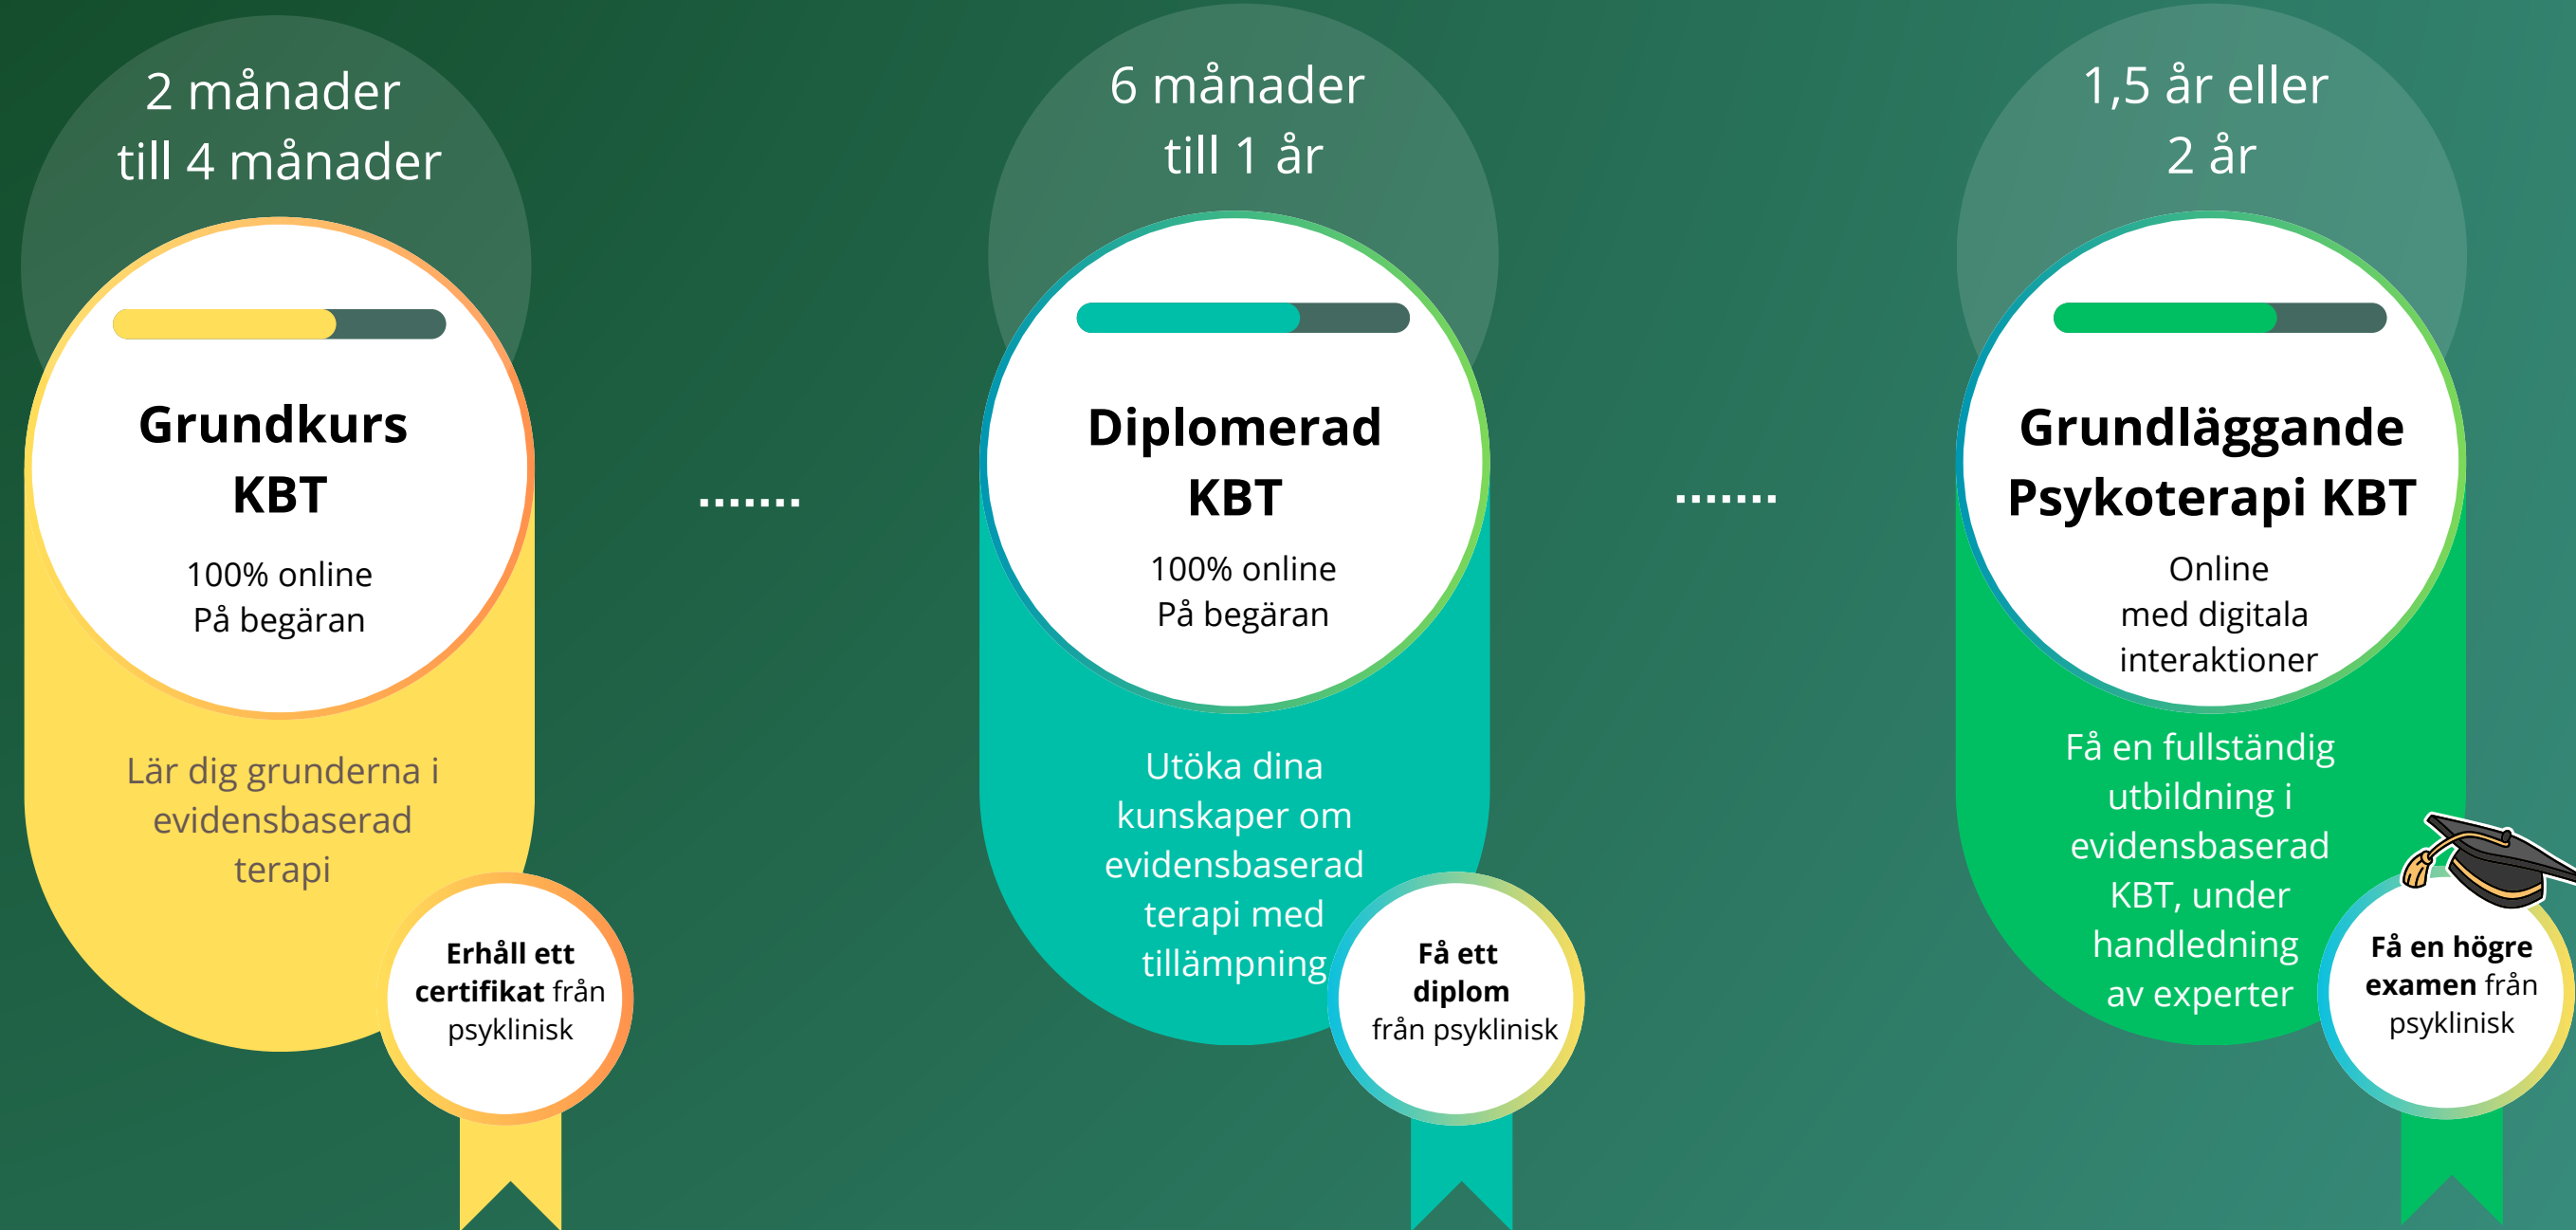 2 månader
till 4 månader
Grundkurs
KBT
100% online
På begäran
Lär dig grunderna i
evidensbaserad
terapi
Erhåll ett
certifikat från
psyklinisk
.......
6 månader
till 1 år
Diplomerad
KBT
100% online
På begäran
Utöka dina
kunskaper om
evidensbaserad
terapi med
tillämpning
Få ett
diplom
från psyklinisk
.......
1,5 år eller
2 år
Grundläggande
Psykoterapi KBT
Online
med digitala
interaktioner
Få en fullständig
utbildning i
evidensbaserad
KBT, under
handledning
av experter
Få en högre
examen från
psyklinisk